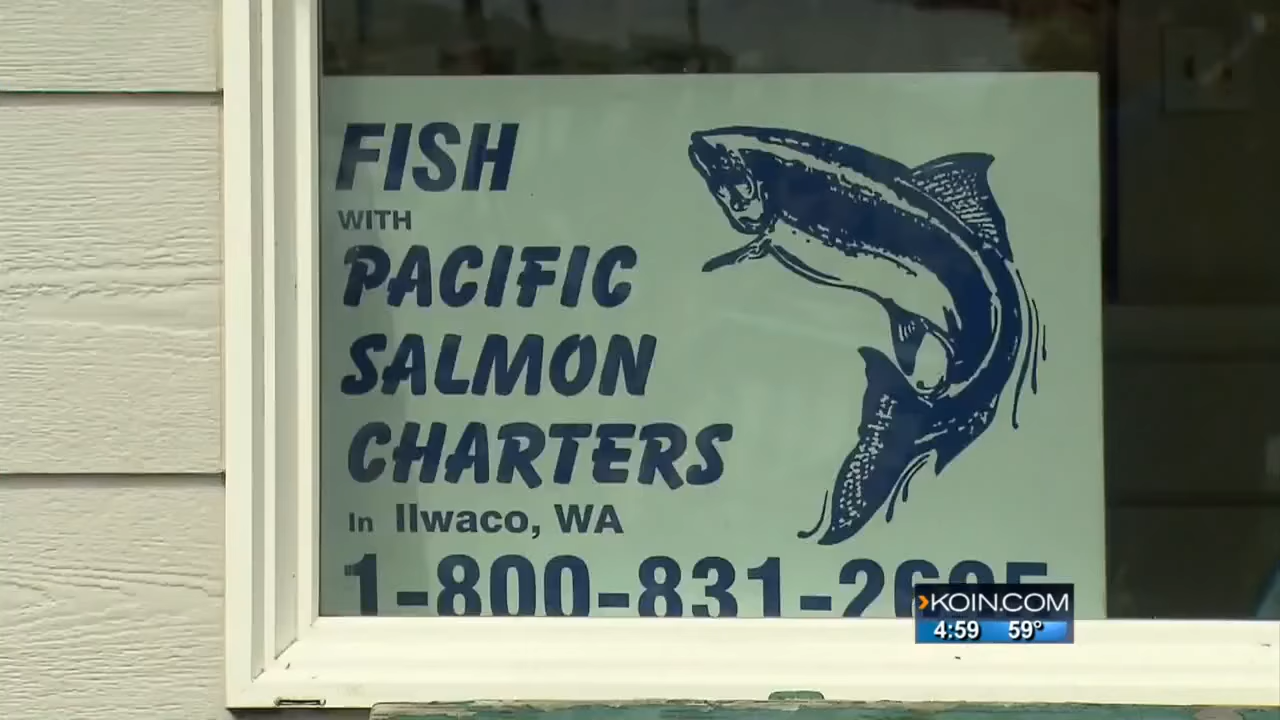 FISH
WITH
PACIFIC
SALMON
CHARTERS
In Ilwaco, WA
KOIN.COM
4:59 59°